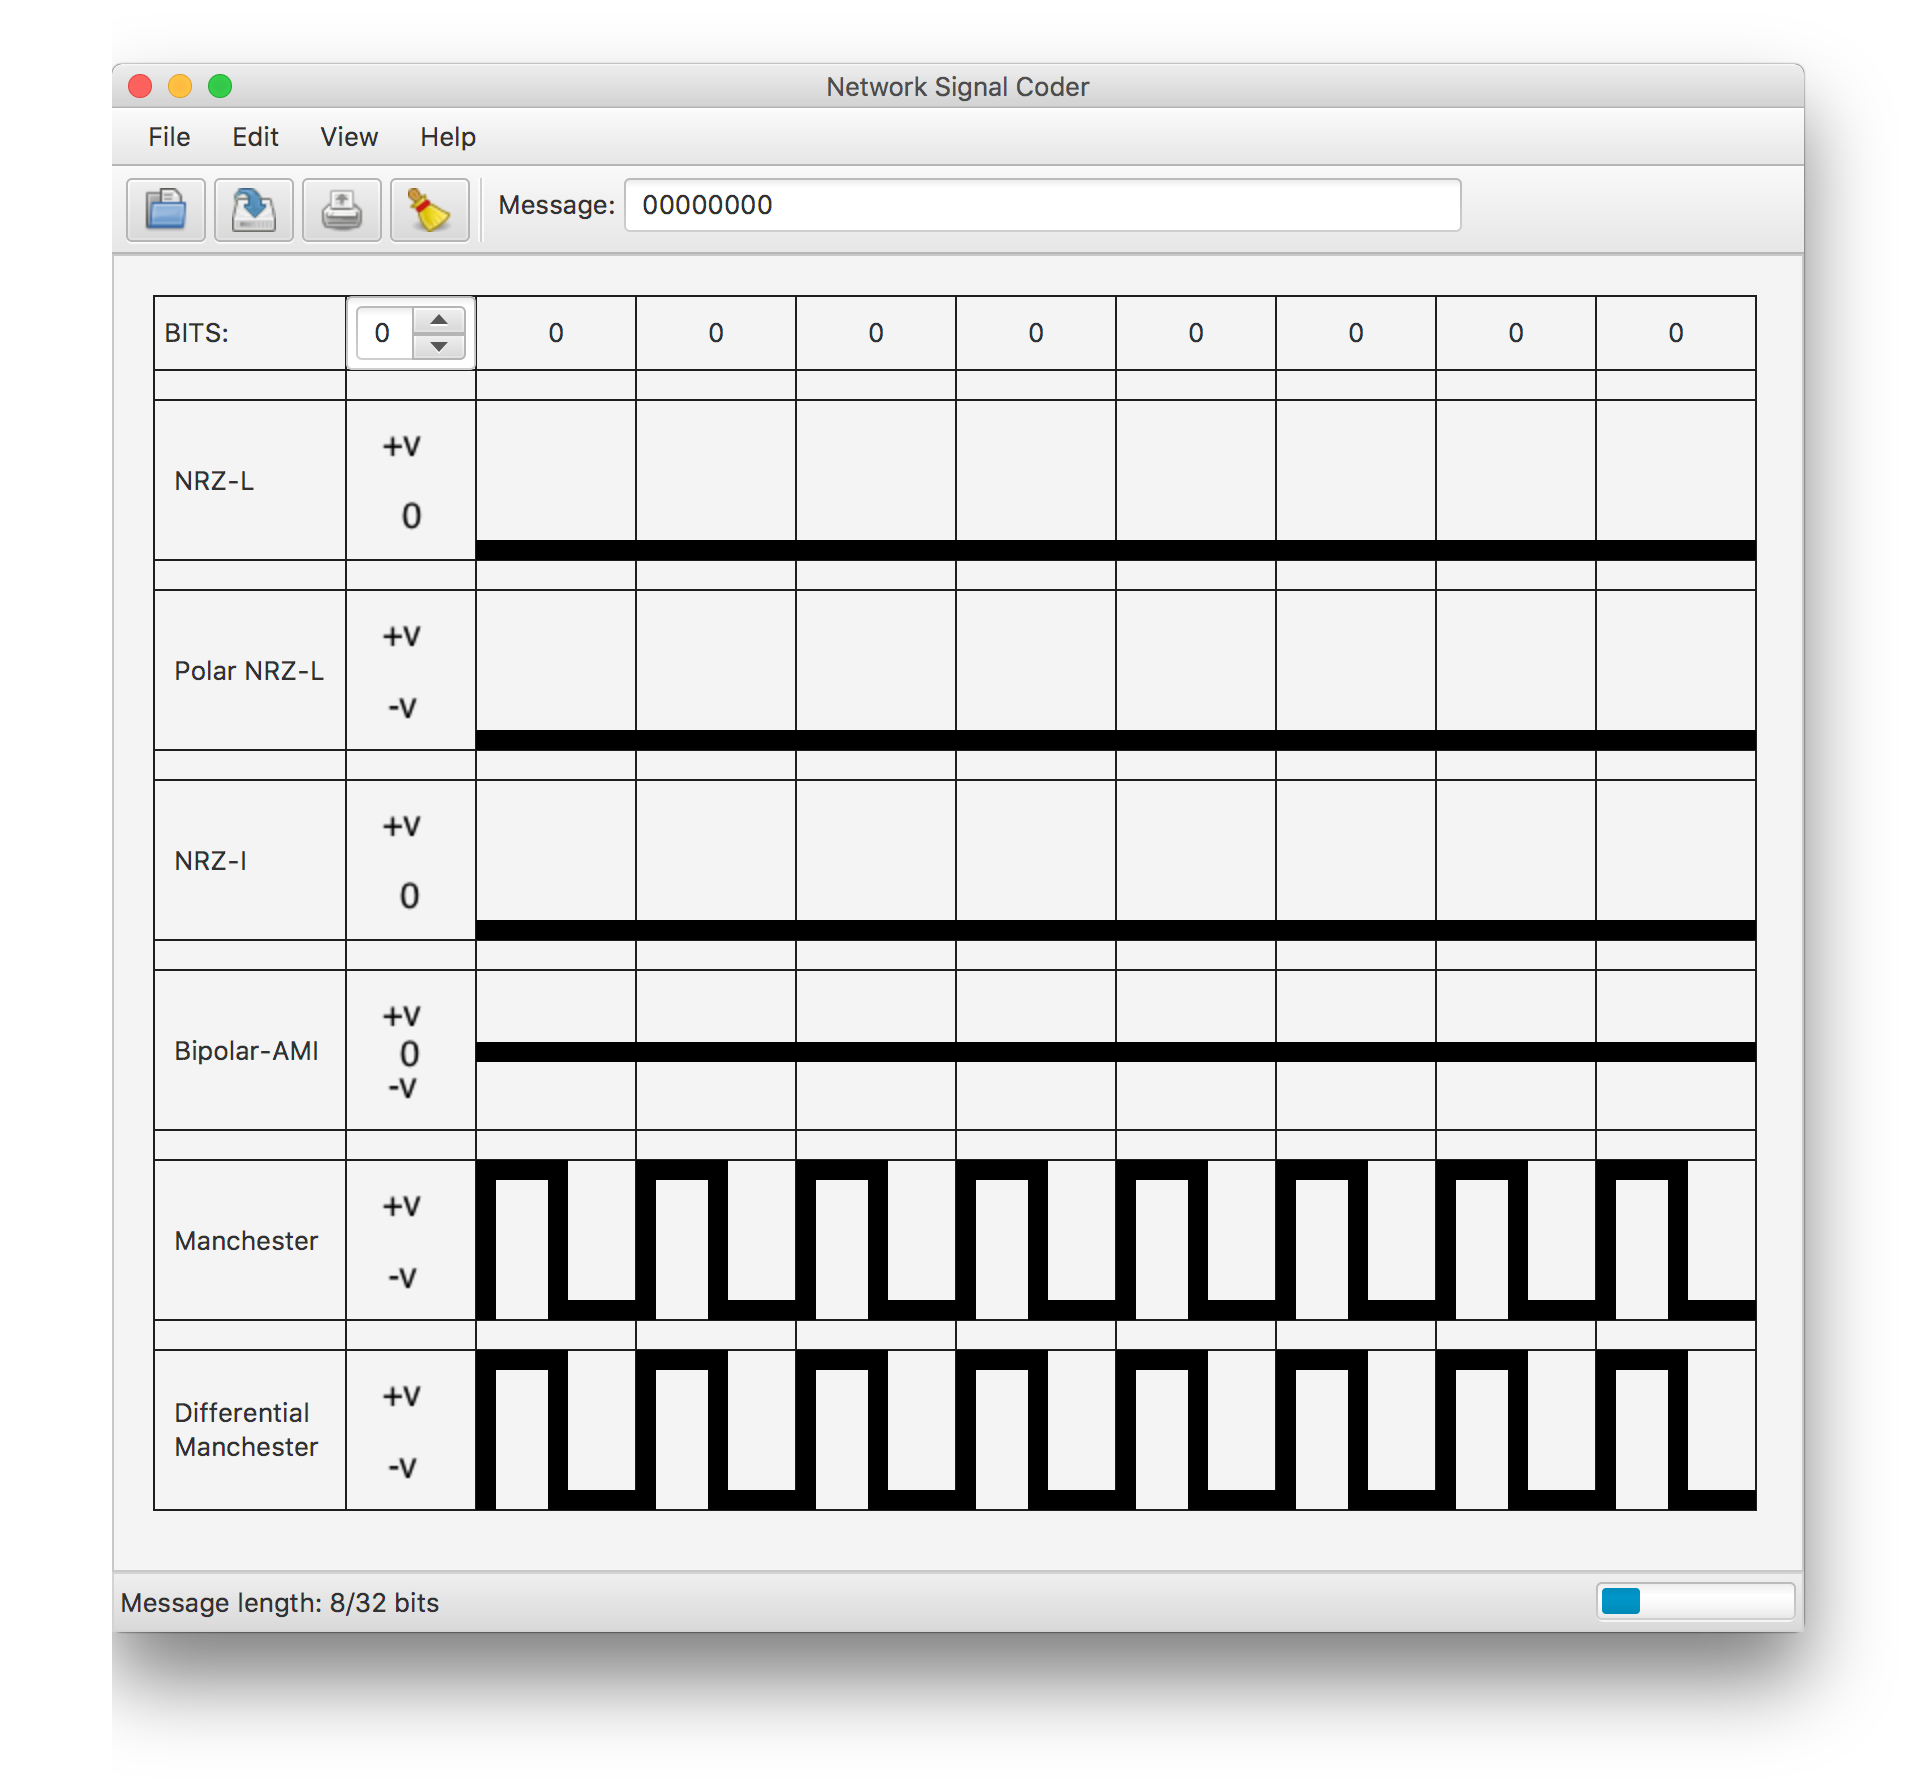 Network Signal Coder
File Edit View Help
Message: 00000000
BITS: 0 0 0 0 0 0 0 0 0
NRZ-L
+V
0
Polar NRZ-L
+V
-V
NRZ-I
+V
0
Bipolar-AMI
+V
0
-V
Manchester
+V
-V
Differential
Manchester
+V
-V
Message length: 8/32 bits